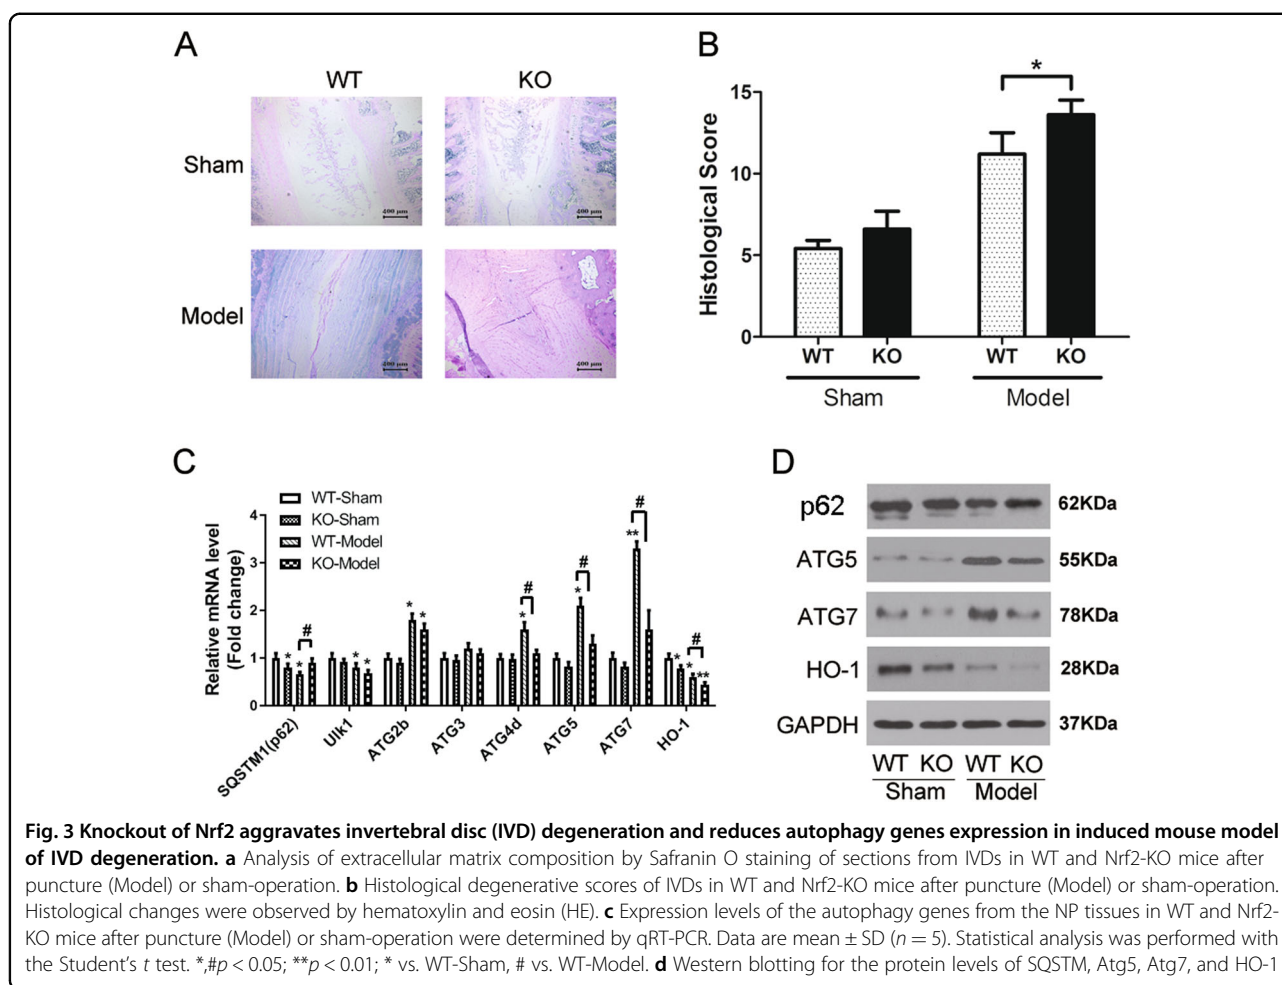 A
WT KO
Sham
400 μm 400 μm
Model
400 μm 400 μm
B
*
15
10
5
0
Histological Score
WT KO WT KO
Sham Model
C
WT-Sham
KO-Sham
WT-Model
KO-Model
Relative mRNA level
(Fold change)
4
3
2
1
0
* * #
* *
* *
* #
* #
** #
* * # **
SQSTM1(p62) Ulk1 ATG2b ATG3 ATG4d ATG5 ATG7 HO-1
D
p62 62KDa
ATG5 55KDa
ATG7 78KDa
HO-1 28KDa
GAPDH 37KDa
WT KO WT KO
Sham Model
Fig. 3 Knockout of Nrf2 aggravates invertebral disc (IVD) degeneration and reduces autophagy genes expression in induced mouse model
of IVD degeneration. a Analysis of extracellular matrix composition by Safranin O staining of sections from IVDs in WT and Nrf2-KO mice after
puncture (Model) or sham-operation. b Histological degenerative scores of IVDs in WT and Nrf2-KO mice after puncture (Model) or sham-operation.
Histological changes were observed by hematoxylin and eosin (HE). c Expression levels of the autophagy genes from the NP tissues in WT and Nrf2-
KO mice after puncture (Model) or sham-operation were determined by qRT-PCR. Data are mean ± SD (n = 5). Statistical analysis was performed with
the Student's t test. *,#p < 0.05; **p < 0.01; * vs. WT-Sham, # vs. WT-Model. d Western blotting for the protein levels of SQSTM, Atg5, Atg7, and HO-1